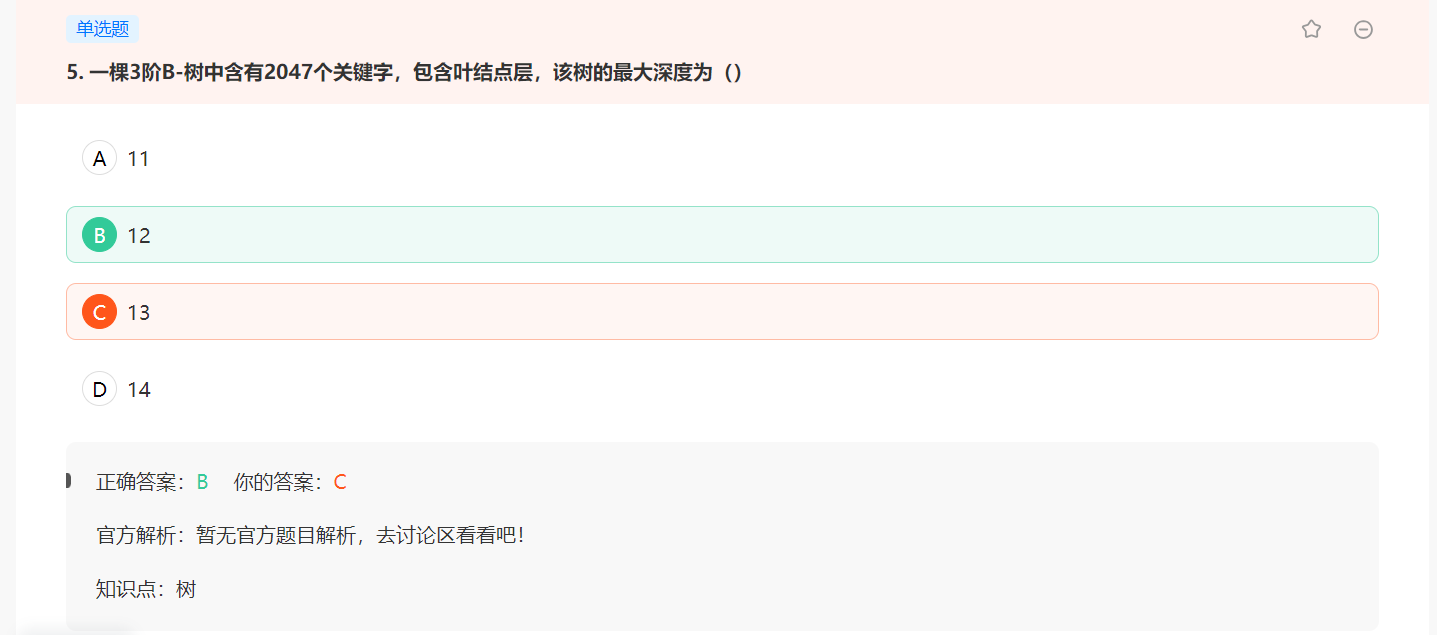 单选题
5. 一棵3阶B-树中含有2047个关键字，包含叶结点层，该树的最大深度为（）
A 11
B 12
C 13
D 14
正确答案：B 你的答案：C
官方解析：暂无官方题目解析，去讨论区看看吧！
知识点：树